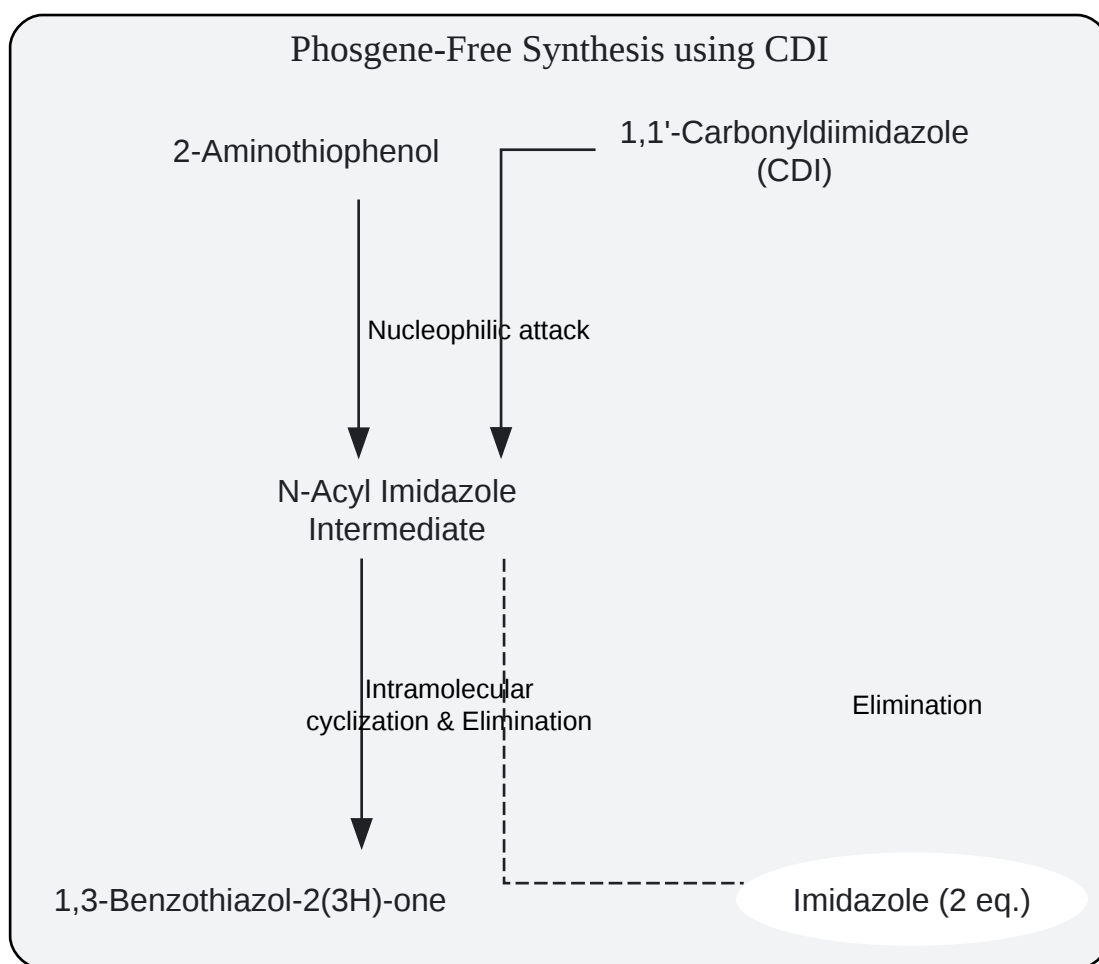 Phosgene-Free Synthesis using CDI
2-Aminothiophenol
1,1'-Carbonyldiimidazole
(CDI)
Nucleophilic attack
N-Acyl Imidazole
Intermediate
Intramolecular
cyclization & Elimination
Elimination
1,3-Benzothiazol-2(3H)-one
Imidazole (2 eq.)